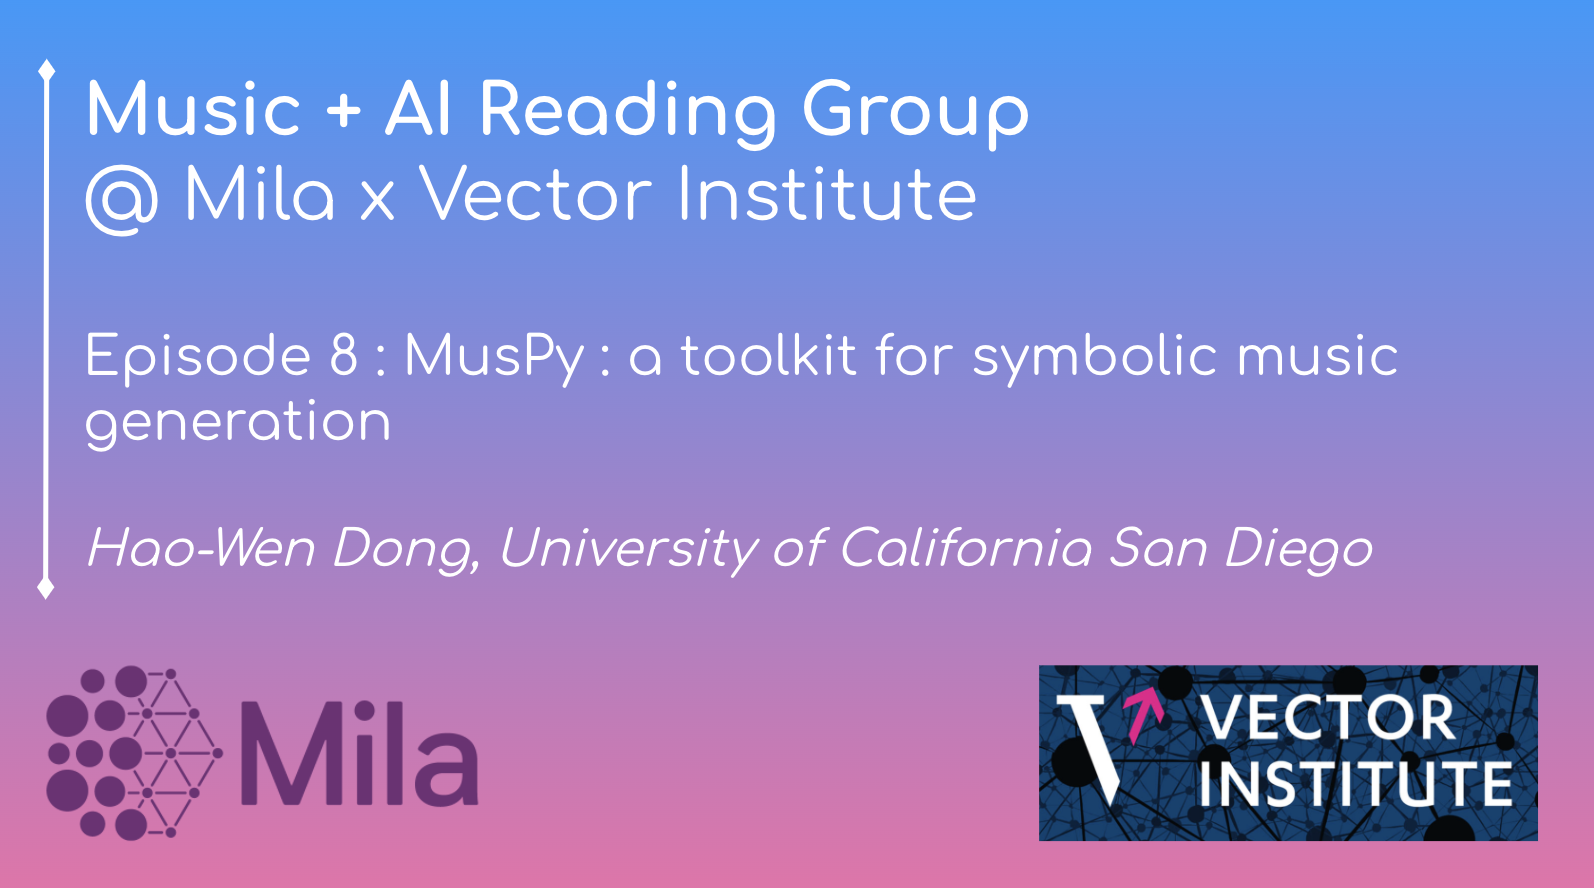 Music + AI Reading Group
@ Mila x Vector Institute
Episode 8 : MusPy : a toolkit for symbolic music
generation
Hao-Wen Dong, University of California San Diego
Mila
VECTOR
INSTITUTE